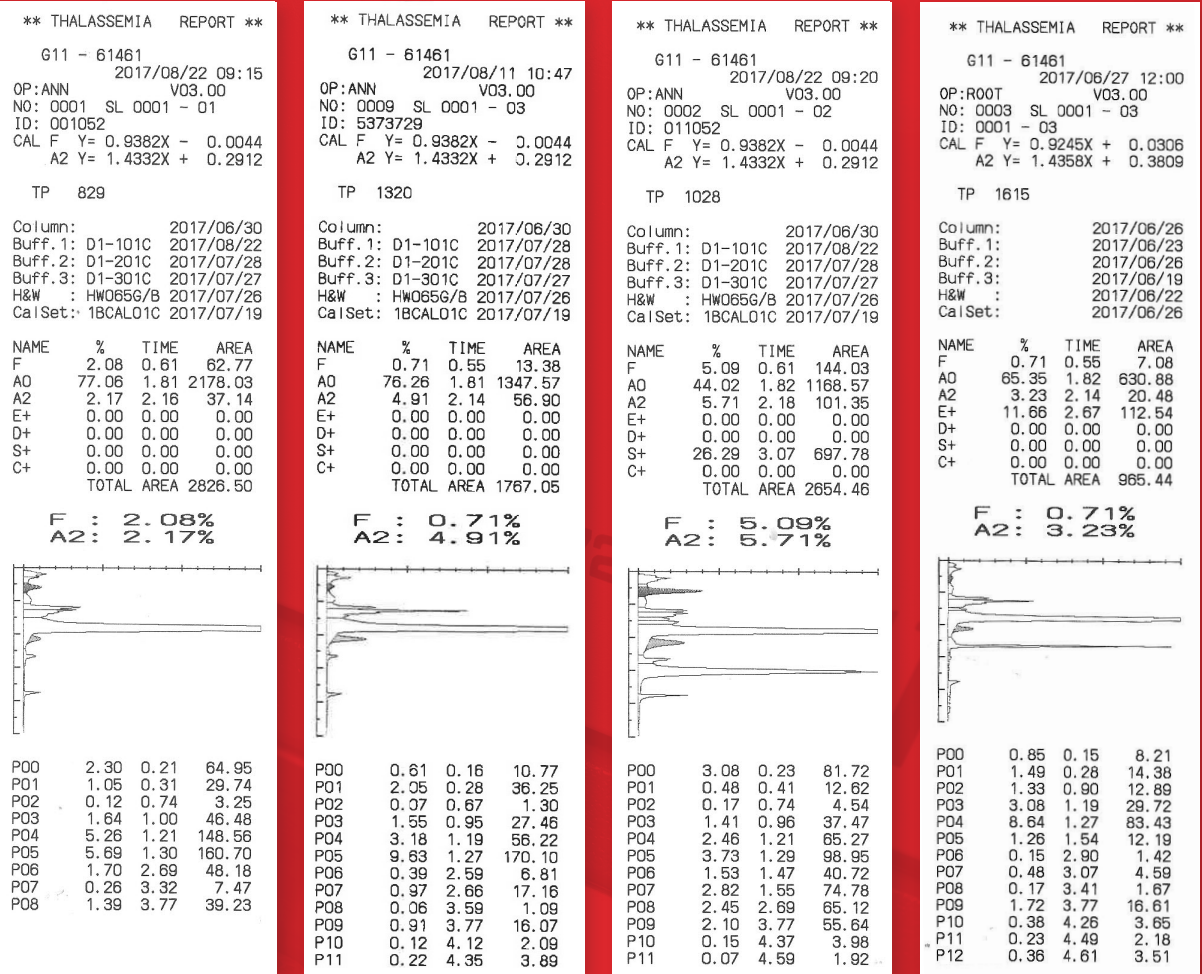 ** THALASSEMIA REPORT **
G11 - 61461
2017/08/22 09:15
OP:ANN V03.00
NO: 0001 SL 0001 - 01
ID: 001052
CAL F Y= 0.9382X - 0.0044
A2 Y= 1.4332X + 0.2912
TP 829
Column: 2017/06/30
Buff.1: D1-101C 2017/08/22
Buff.2: D1-201C 2017/07/28
Buff.3: D1-301C 2017/07/27
H&W : HW065G/B 2017/07/26
CalSet: 1BCAL01C 2017/07/19
NAME % TIME AREA
F 2.08 0.61 62.77
A0 77.06 1.81 2178.03
A2 2.17 2.16 37.14
E+ 0.00 0.00 0.00
D+ 0.00 0.00 0.00
S+ 0.00 0.00 0.00
C+ 0.00 0.00 0.00
TOTAL AREA 2826.50
F : 2.08%
A2: 2.17%
P00 2.30 0.21 64.95
P01 1.05 0.31 29.74
P02 0.12 0.74 3.25
P03 1.64 1.00 46.48
P04 5.26 1.21 148.56
P05 5.69 1.30 160.70
P06 1.70 2.69 48.18
P07 0.26 3.32 7.47
P08 1.39 3.77 39.23
** THALASSEMIA REPORT **
G11 - 61461
2017/08/11 10:47
OP:ANN V03.00
NO: 0009 SL 0001 - 03
ID: 5373729
CAL F Y= 0.9382X - 0.0044
A2 Y= 1.4332X + 0.2912
TP 1320
Column: 2017/06/30
Buff.1: D1-101C 2017/07/28
Buff.2: D1-201C 2017/07/28
Buff.3: D1-301C 2017/07/27
H&W : HW065G/B 2017/07/26
CalSet: 1BCAL01C 2017/07/19
NAME % TIME AREA
F 0.71 0.55 13.38
A0 76.26 1.81 1347.57
A2 4.91 2.14 56.90
E+ 0.00 0.00 0.00
D+ 0.00 0.00 0.00
S+ 0.00 0.00 0.00
C+ 0.00 0.00 0.00
TOTAL AREA 1767.05
F : 0.71%
A2: 4.91%
P00 0.61 0.16 10.77
P01 2.05 0.28 36.25
P02 0.07 0.67 1.30
P03 1.55 0.95 27.46
P04 3.18 1.19 56.22
P05 9.63 1.27 170.10
P06 0.39 2.59 6.81
P07 0.97 2.66 17.16
P08 0.06 3.59 1.09
P09 0.91 3.77 16.07
P10 0.12 4.12 2.09
P11 0.22 4.35 3.89
** THALASSEMIA REPORT **
G11 - 61461
2017/08/22 09:20
OP:ANN V03.00
NO: 0002 SL 0001 - 02
ID: 011052
CAL F Y= 0.9382X - 0.0044
A2 Y= 1.4332X + 0.2912
TP 1028
Column: 2017/06/30
Buff.1: D1-101C 2017/08/22
Buff.2: D1-201C 2017/07/28
Buff.3: D1-301C 2017/07/27
H&W : HW065G/B 2017/07/26
CalSet: 1BCAL01C 2017/07/19
NAME % TIME AREA
F 5.09 0.61 144.03
A0 44.02 1.82 1168.57
A2 5.71 2.18 101.35
E+ 0.00 0.00 0.00
D+ 0.00 0.00 0.00
S+ 26.29 3.07 697.78
C+ 0.00 0.00 0.00
TOTAL AREA 2654.46
F : 5.09%
A2: 5.71%
P00 3.08 0.23 81.72
P01 0.48 0.41 12.62
P02 0.17 0.74 4.54
P03 1.41 0.96 37.47
P04 2.46 1.21 65.27
P05 3.73 1.29 98.95
P06 1.53 1.47 40.72
P07 2.82 1.55 74.78
P08 2.45 2.69 65.12
P09 2.10 3.77 55.64
P10 0.15 4.37 3.98
P11 0.07 4.59 1.92
** THALASSEMIA REPORT **
G11 - 61461
2017/06/27 12:00
OP:ROOT V03.00
NO: 0003 SL 0001 - 03
ID: 0001 - 03
CAL F Y= 0.9245X + 0.0306
A2 Y= 1.4358X + 0.3809
TP 1615
Column: 2017/06/26
Buff.1: 2017/06/23
Buff.2: 2017/06/26
Buff.3: 2017/06/19
H&W : 2017/06/22
CalSet: 2017/06/26
NAME % TIME AREA
F 0.71 0.55 7.08
A0 65.35 1.82 630.88
A2 3.23 2.14 20.48
E+ 11.66 2.67 112.54
D+ 0.00 0.00 0.00
S+ 0.00 0.00 0.00
C+ 0.00 0.00 0.00
TOTAL AREA 965.44
F : 0.71%
A2: 3.23%
P00 0.85 0.15 8.21
P01 1.49 0.28 14.38
P02 1.33 0.90 12.89
P03 3.08 1.19 29.72
P04 8.64 1.27 83.43
P05 1.26 1.54 12.19
P06 0.15 2.90 1.42
P07 0.48 3.07 4.59
P08 0.17 3.41 1.67
P09 1.72 3.77 16.61
P10 0.38 4.26 3.65
P11 0.23 4.49 2.18
P12 0.36 4.61 3.51